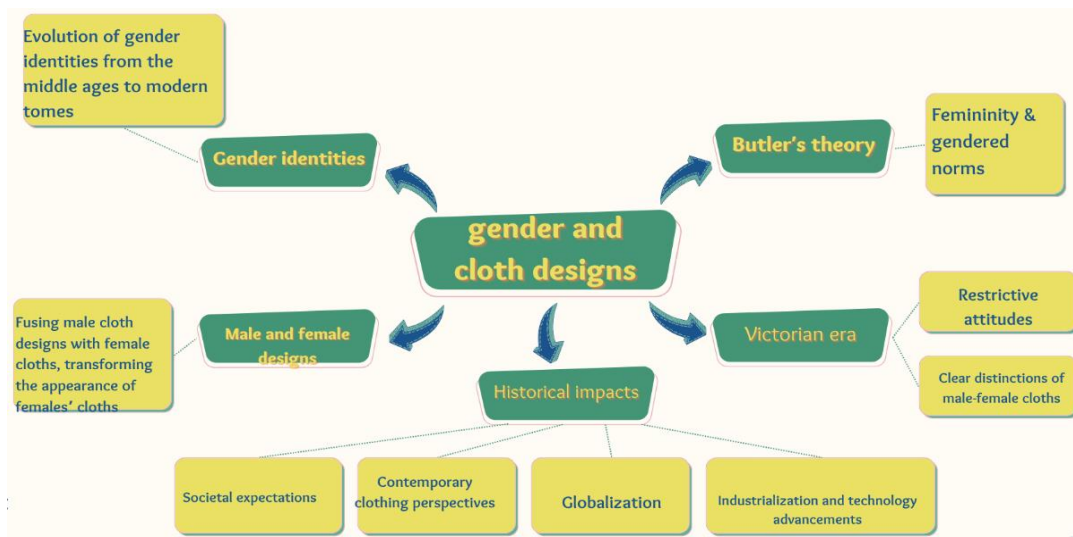 Evolution of gender
identities from the
middle ages to modern
tomes
Gender identities
Butler's theory
Femininity &
gendered
norms
gender and
cloth designs
Fusing male cloth
designs with female
cloths, transforming
the appearance of
females' cloths
Male and female
designs
Victorian era
Restrictive
attitudes
Clear distinctions of
male-female cloths
Historical impacts
Societal expectations
Contemporary
clothing perspectives
Globalization
Industrialization and technology
advancements